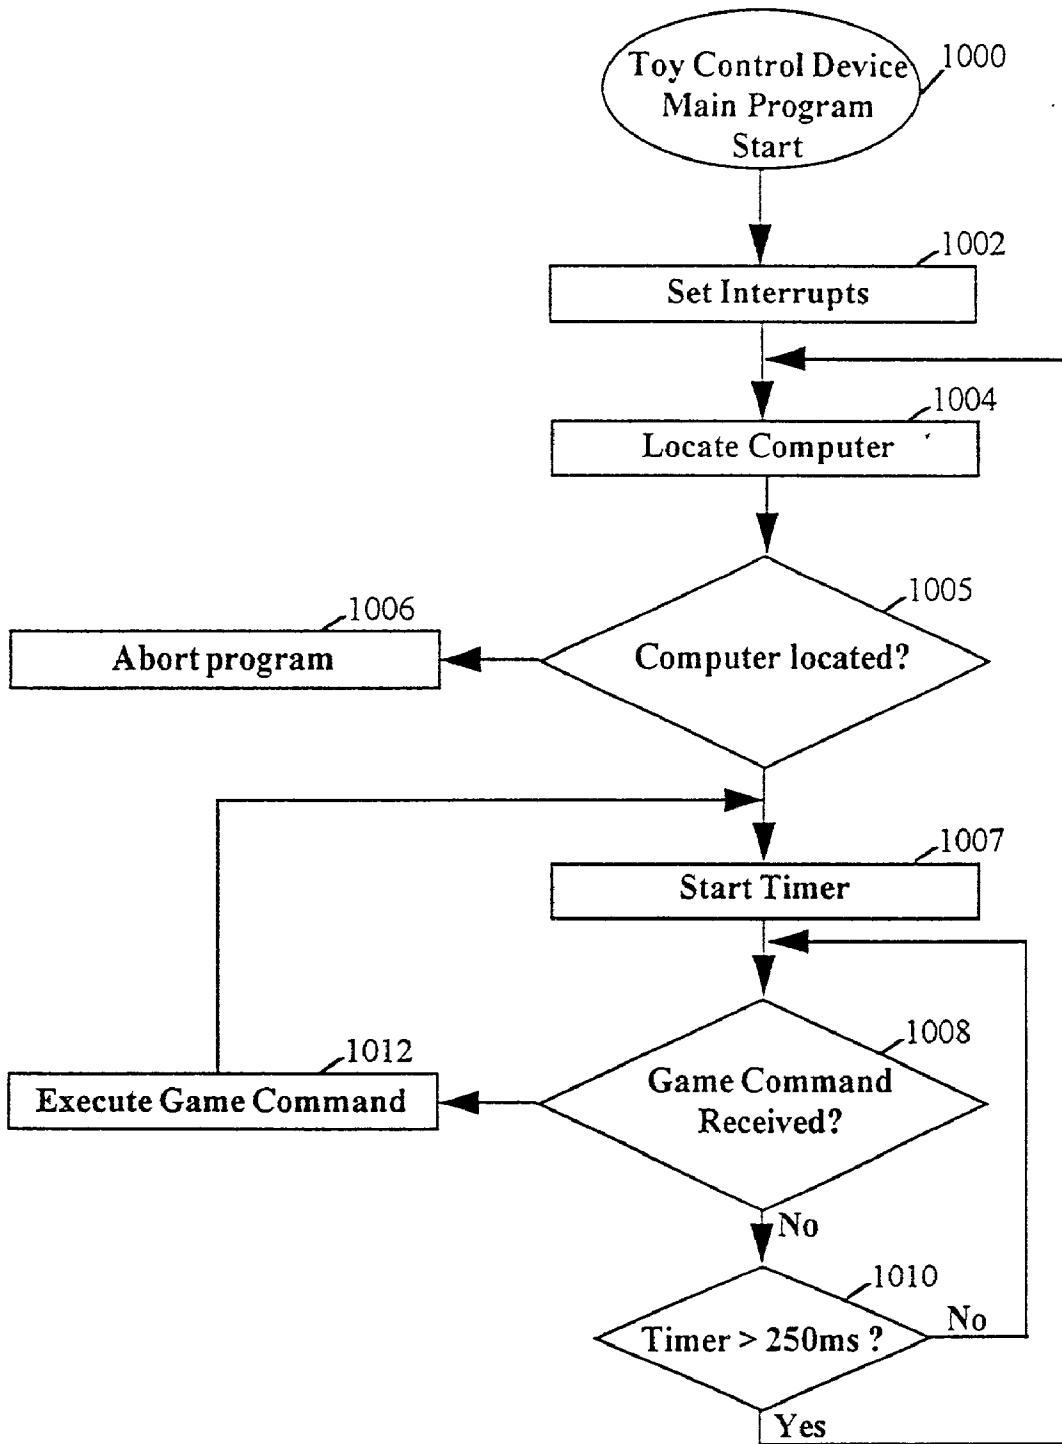 Toy Control Device
Main Program
Start
1000
1002
Set Interrupts
1004
Locate Computer
1005
Computer located?
1006
Abort program
1007
Start Timer
1008
Game Command
Received?
1012
Execute Game Command
No
1010
Timer > 250ms ?
No
Yes